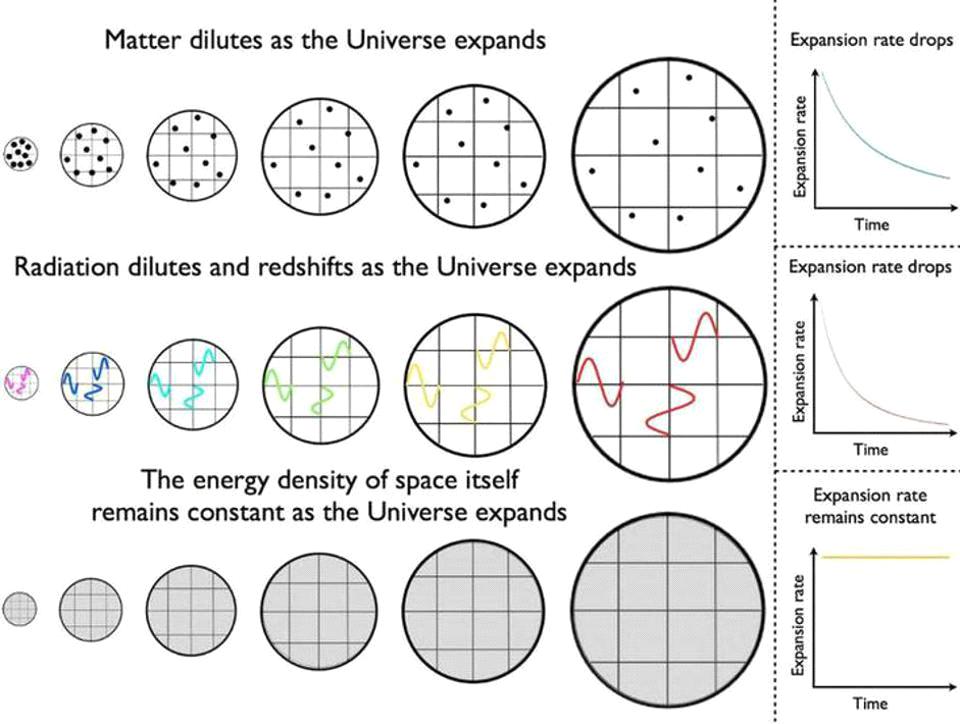 Matter dilutes as the Universe expands
Expansion rate drops
Expansion rate
Time
Radiation dilutes and redshifts as the Universe expands
Expansion rate drops
Expansion rate
Time
The energy density of space itself
remains constant as the Universe expands
Expansion rate
remains constant
Expansion rate
Time